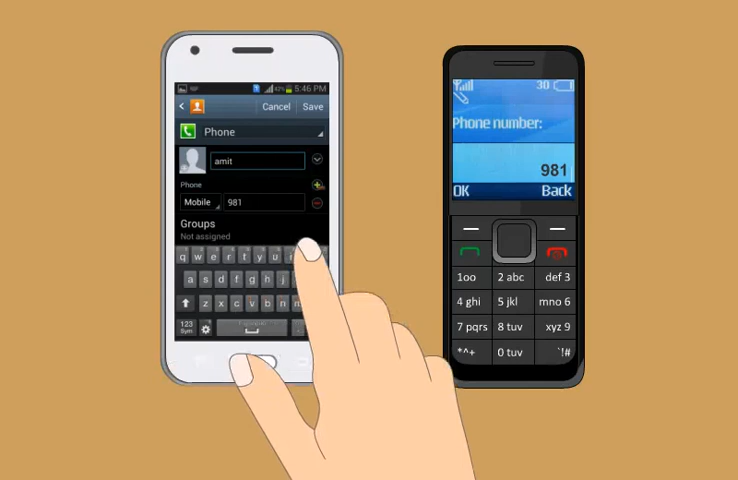 5:46 PM
Cancel Save
Phone
amit
Phone
Mobile 981
Groups
Not assigned
q w e r t y u
a s d f g h j
z x c v b n
123
Sym
30
Phone number:
981
OK Back
1oo 2 abc def 3
4 ghi 5 jkl mno 6
7 pqrs 8 tuv xyz 9
*^+ 0 tuv `!#